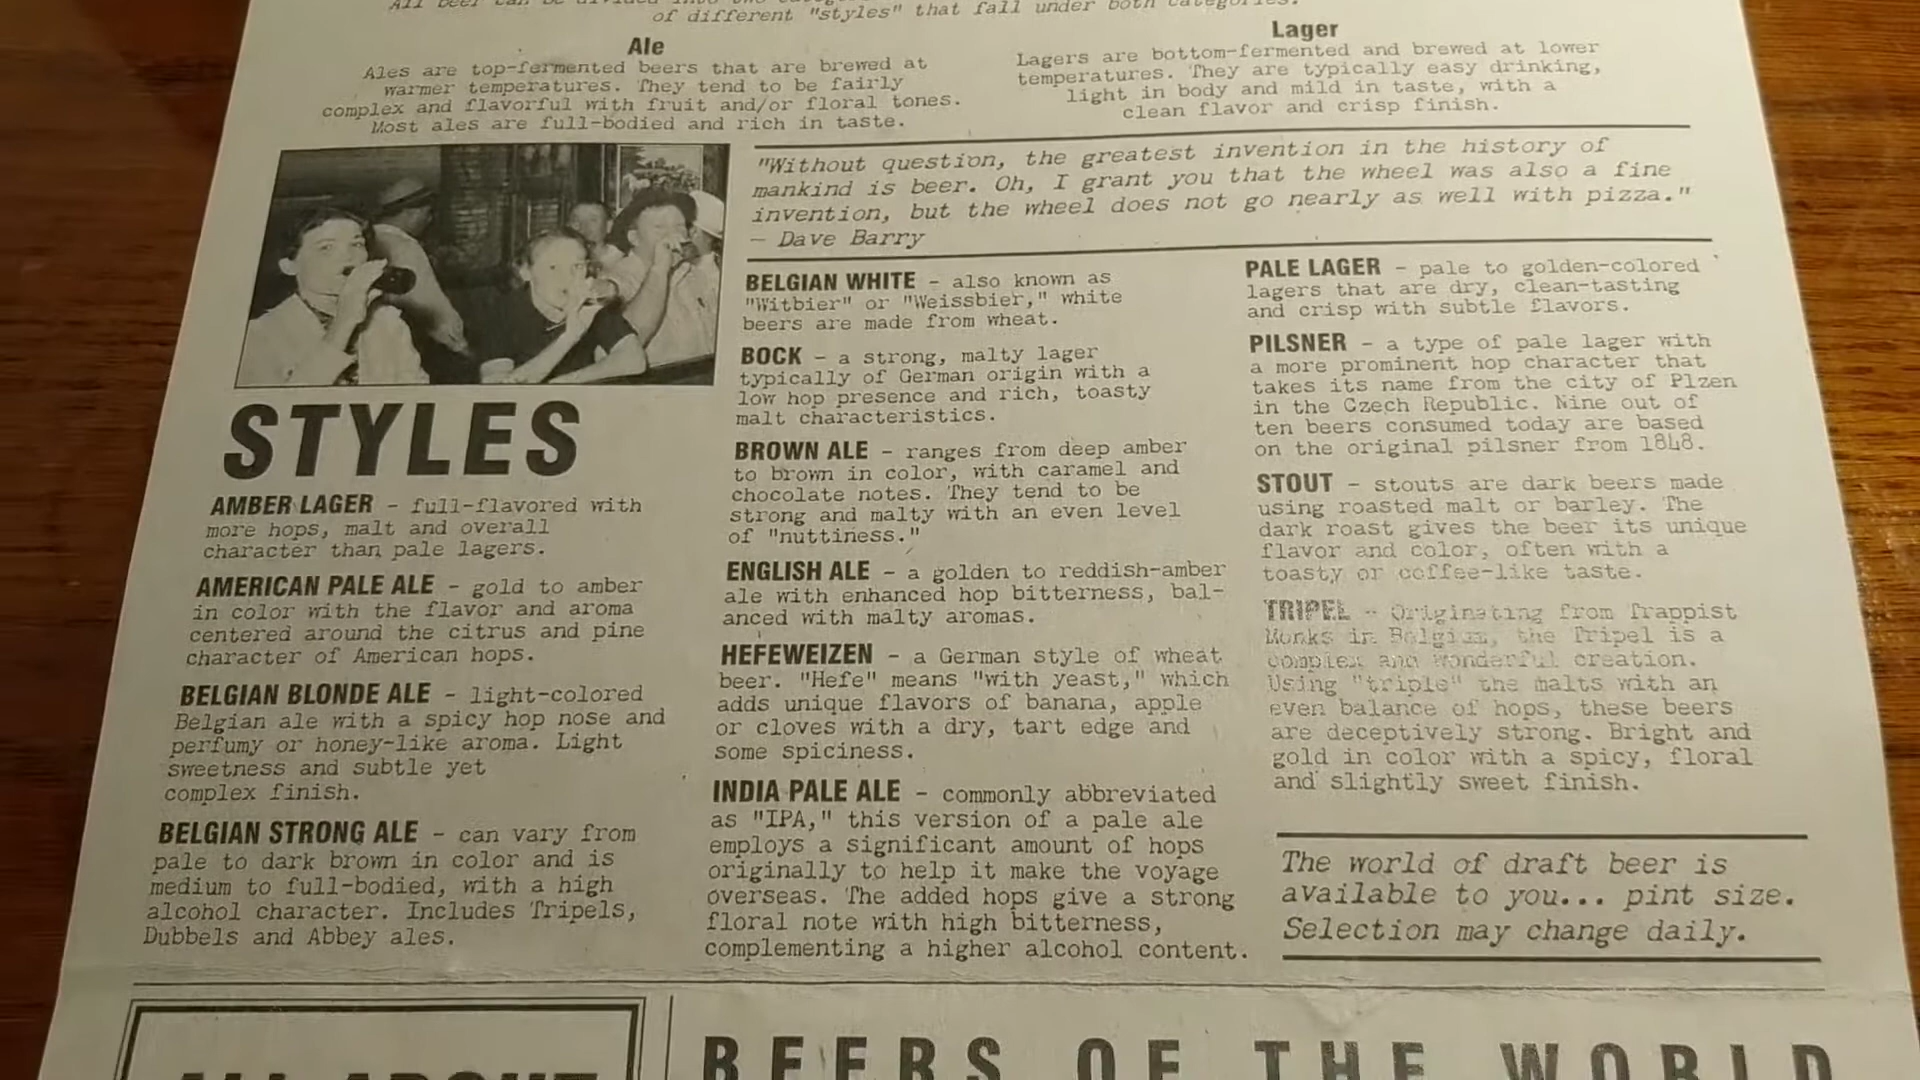 All beer can be divided into two categories
of different "styles" that fall under both categories.
Ale
Ales are top-fermented beers that are brewed at
warmer temperatures. They tend to be fairly
complex and flavorful with fruit and/or floral tones.
Most ales are full-bodied and rich in taste.
Lager
Lagers are bottom-fermented and brewed at lower
temperatures. They are typically easy drinking,
light in body and mild in taste, with a
clean flavor and crisp finish.
"Without question, the greatest invention in the history of
mankind is beer. Oh, I grant you that the wheel was also a fine
invention, but the wheel does not go nearly as well with pizza."
— Dave Barry
STYLES
AMBER LAGER – full-flavored with
more hops, malt and overall
character than pale lagers.
AMERICAN PALE ALE – gold to amber
in color with the flavor and aroma
centered around the citrus and pine
character of American hops.
BELGIAN BLONDE ALE – light-colored
Belgian ale with a spicy hop nose and
perfumy or honey-like aroma. Light
sweetness and subtle yet
complex finish.
BELGIAN STRONG ALE – can vary from
pale to dark brown in color and is
medium to full-bodied, with a high
alcohol character. Includes Tripels,
Dubbels and Abbey ales.
BELGIAN WHITE – also known as
"Witbier" or "Weissbier," white
beers are made from wheat.
BOCK – a strong, malty lager
typically of German origin with a
low hop presence and rich, toasty
malt characteristics.
BROWN ALE – ranges from deep amber
to brown in color, with caramel and
chocolate notes. They tend to be
strong and malty with an even level
of "nuttiness."
ENGLISH ALE – a golden to reddish-amber
ale with enhanced hop bitterness, bal-
anced with malty aromas.
HEFEWEIZEN – a German style of wheat
beer. "Hefe" means "with yeast," which
adds unique flavors of banana, apple
or cloves with a dry, tart edge and
some spiciness.
INDIA PALE ALE – commonly abbreviated
as "IPA," this version of a pale ale
employs a significant amount of hops
originally to help it make the voyage
overseas. The added hops give a strong
floral note with high bitterness,
complementing a higher alcohol content.
PALE LAGER – pale to golden-colored
lagers that are dry, clean-tasting
and crisp with subtle flavors.
PILSNER – a type of pale lager with
a more prominent hop character that
takes its name from the city of Plzen
in the Czech Republic. Nine out of
ten beers consumed today are based
on the original pilsner from 1848.
STOUT – stouts are dark beers made
using roasted malt or barley. The
dark roast gives the beer its unique
flavor and color, often with a
toasty or coffee-like taste.
TRIPEL – Originating from Trappist
Monks in Belgium, the Tripel is a
complex and wonderful creation.
Using "triple" the malts with an
even balance of hops, these beers
are deceptively strong. Bright and
gold in color with a spicy, floral
and slightly sweet finish.
The world of draft beer is
available to you... pint size.
Selection may change daily.
ALL ABOUT
BEERS OF THE WORLD